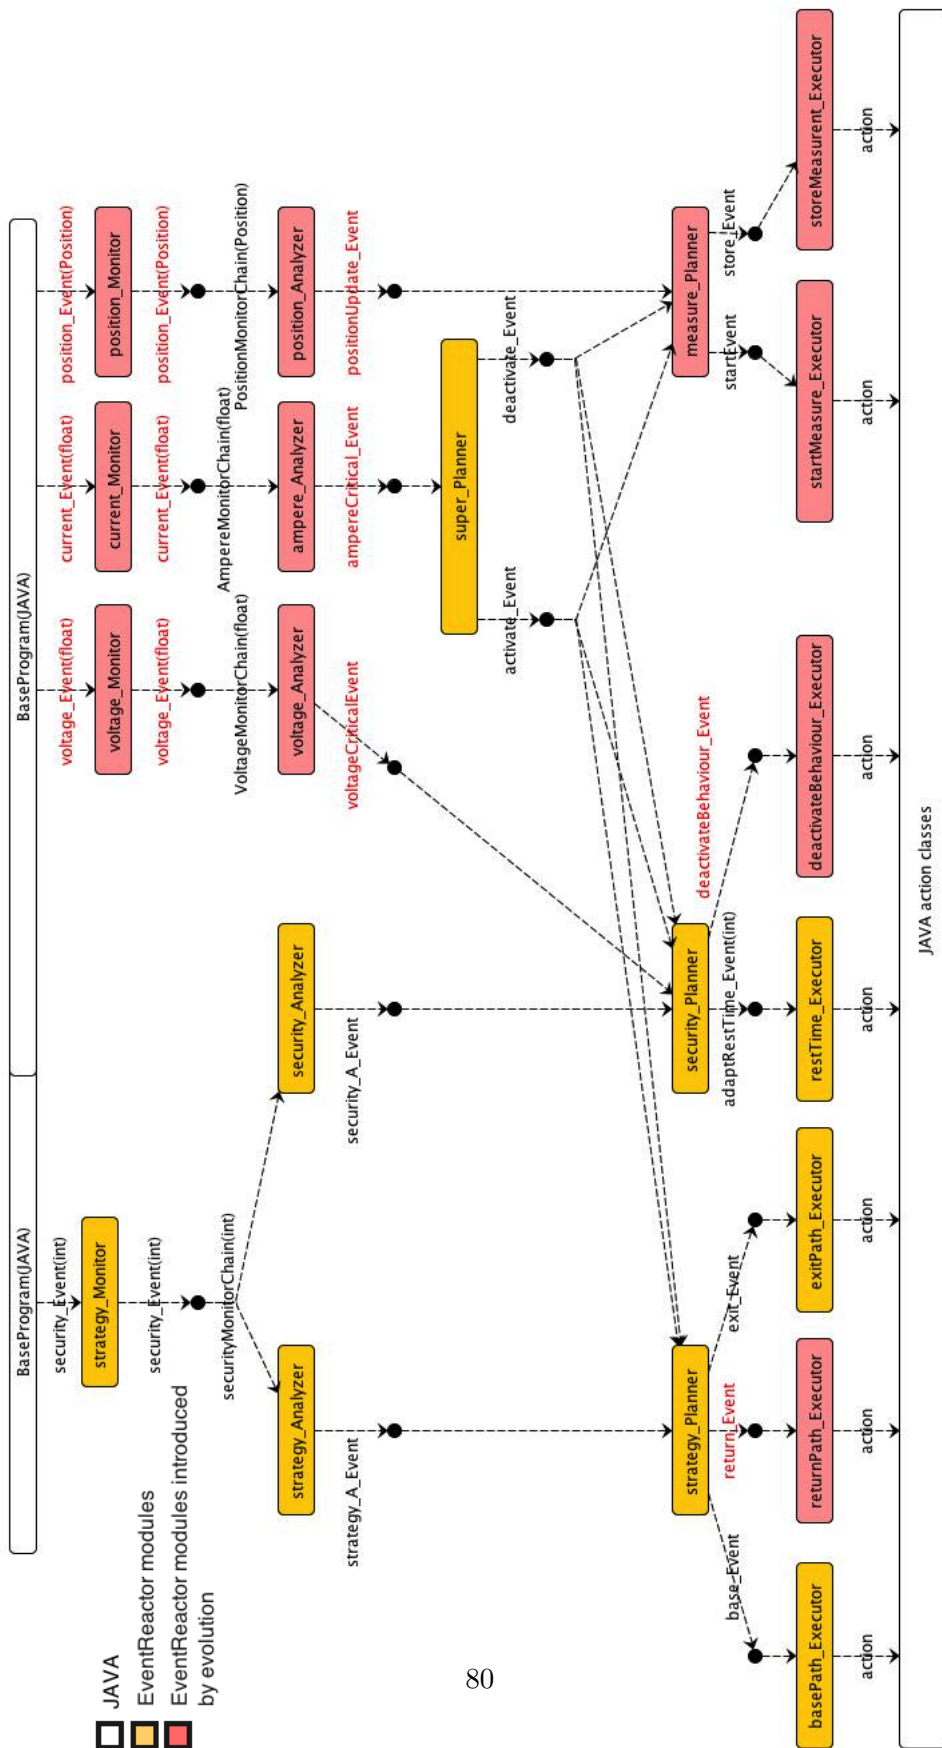 BaseProgram(JAVA)
BaseProgram(JAVA)
security_Event(int)
voltage_Event(float)
current_Event(float)
position_Event(Position)
strategy_Monitor
voltage_Monitor
current_Monitor
position_Monitor
security_Event(int)
voltage_Event(float)
current_Event(float)
position_Event(Position)
securityMonitorChain(int)
VoltageMonitorChain(float)
AmpereMonitorChain(float)
PositionMonitorChain(Position)
strategy_Analyzer
security_Analyzer
voltage_Analyzer
ampere_Analyzer
position_Analyzer
strategy_A_Event
security_A_Event
voltageCriticalEvent
ampereCritical_Event
positionUpdate_Event
super_Planner
activate_Event
deactivate_Event
strategy_Planner
security_Planner
measure_Planner
base_Event
return_Event
exit_Event
adaptRestTime_Event(int)
deactivateBehaviour_Event
startEvent
store_Event
basePath_Executor
returnPath_Executor
exitPath_Executor
restTime_Executor
deactivateBehaviour_Executor
startMeasure_Executor
storeMeasurent_Executor
action
action
action
action
action
action
action
JAVA action classes
JAVA
EventReactor modules
EventReactor modules introduced
by evolution
80